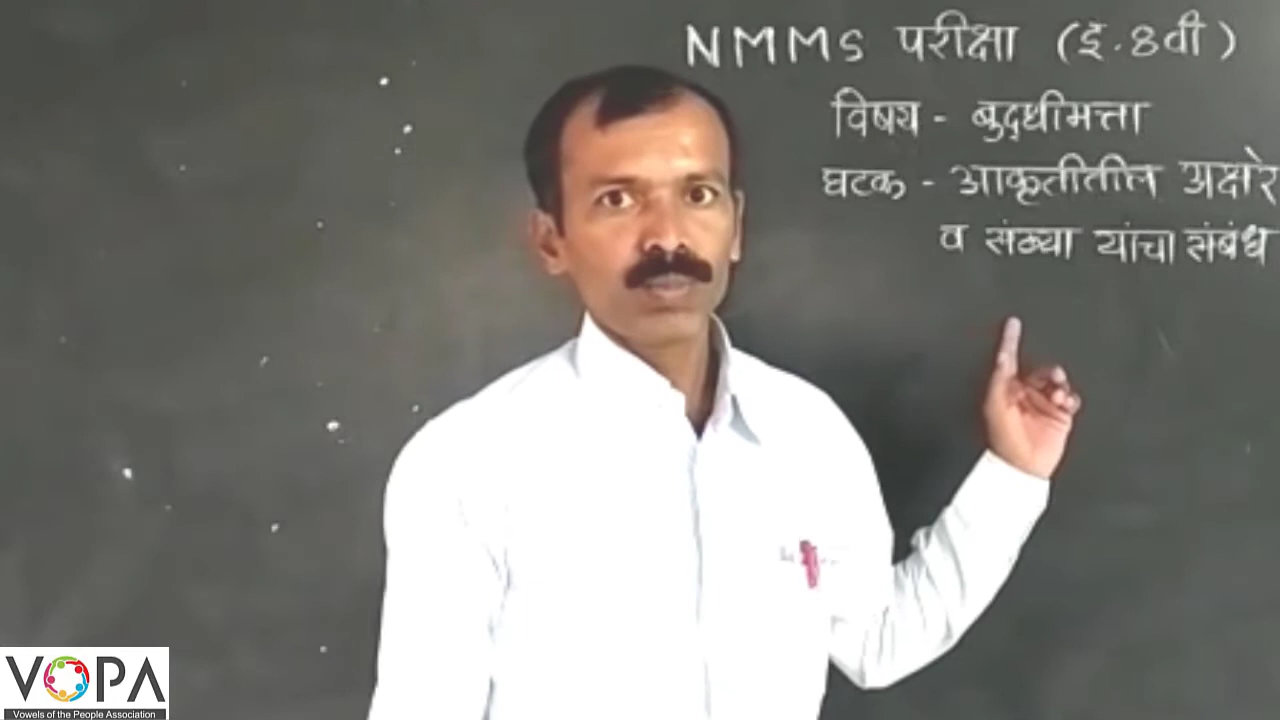 NMMS परीक्षा (इ.8वी)
विषय - बुद्धीमत्ता
घटक - आकृतीतील अक्षरे
व संख्या यांचा संबंध
VOPA
Vowels of the People Association